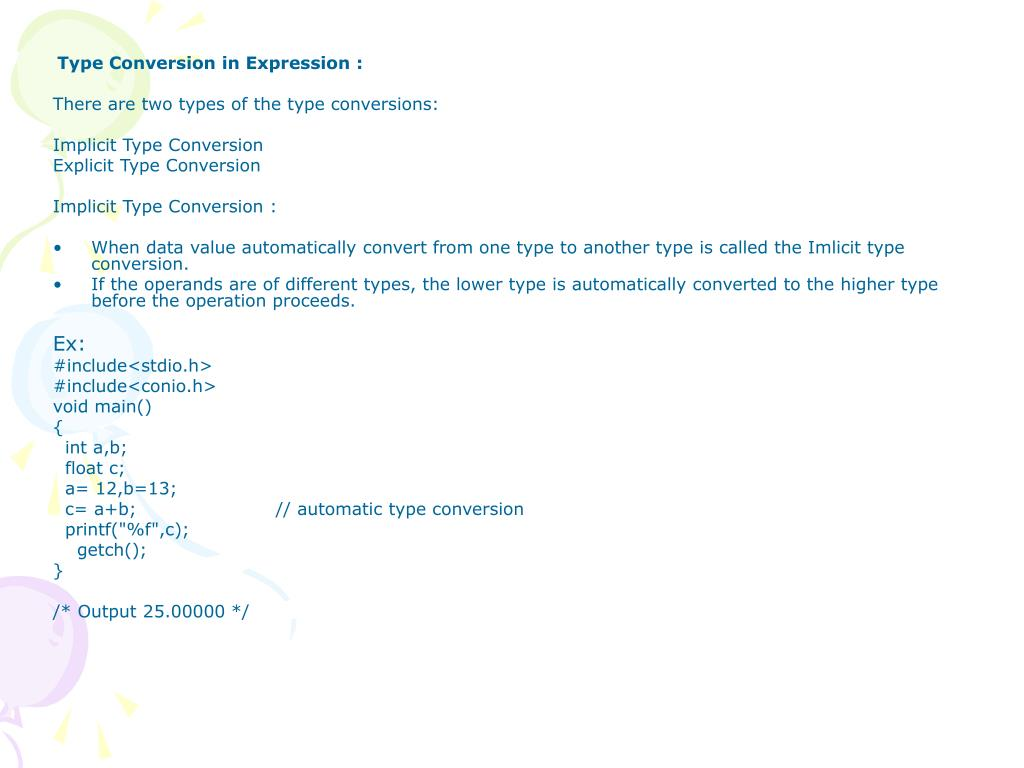 Type Conversion in Expression :
There are two types of the type conversions:
Implicit Type Conversion
Explicit Type Conversion
Implicit Type Conversion :
• When data value automatically convert from one type to another type is called the Imlicit type
conversion.
• If the operands are of different types, the lower type is automatically converted to the higher type
before the operation proceeds.
Ex:
#include<stdio.h>
#include<conio.h>
void main()
{
int a,b;
float c;
a= 12,b=13;
c= a+b; // automatic type conversion
printf("%f",c);
getch();
}
/* Output 25.00000 */